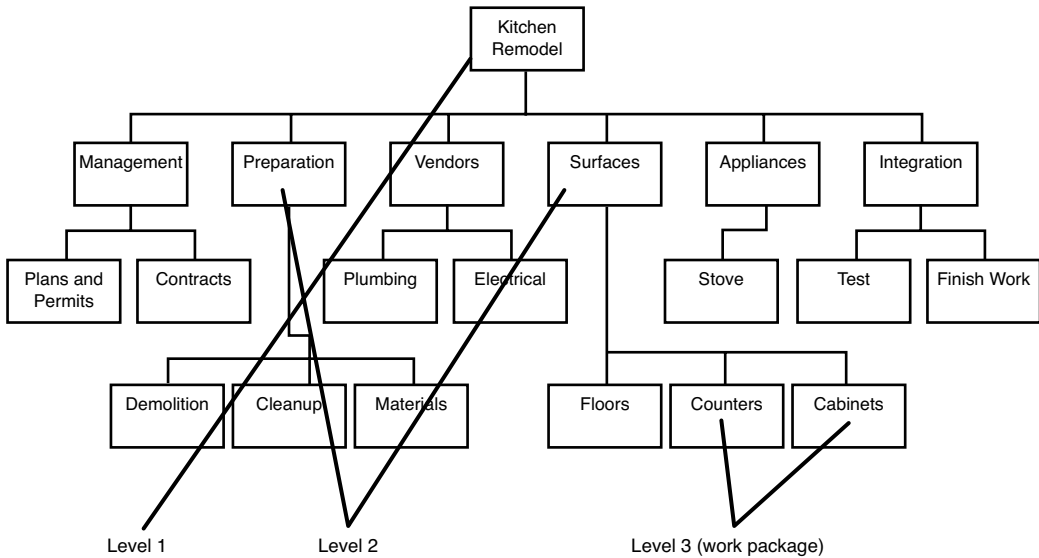 Kitchen
Remodel
Management
Preparation
Vendors
Surfaces
Appliances
Integration
Plans and
Permits
Contracts
Plumbing
Electrical
Stove
Test
Finish Work
Demolition
Cleanup
Materials
Floors
Counters
Cabinets
Level 1
Level 2
Level 3 (work package)